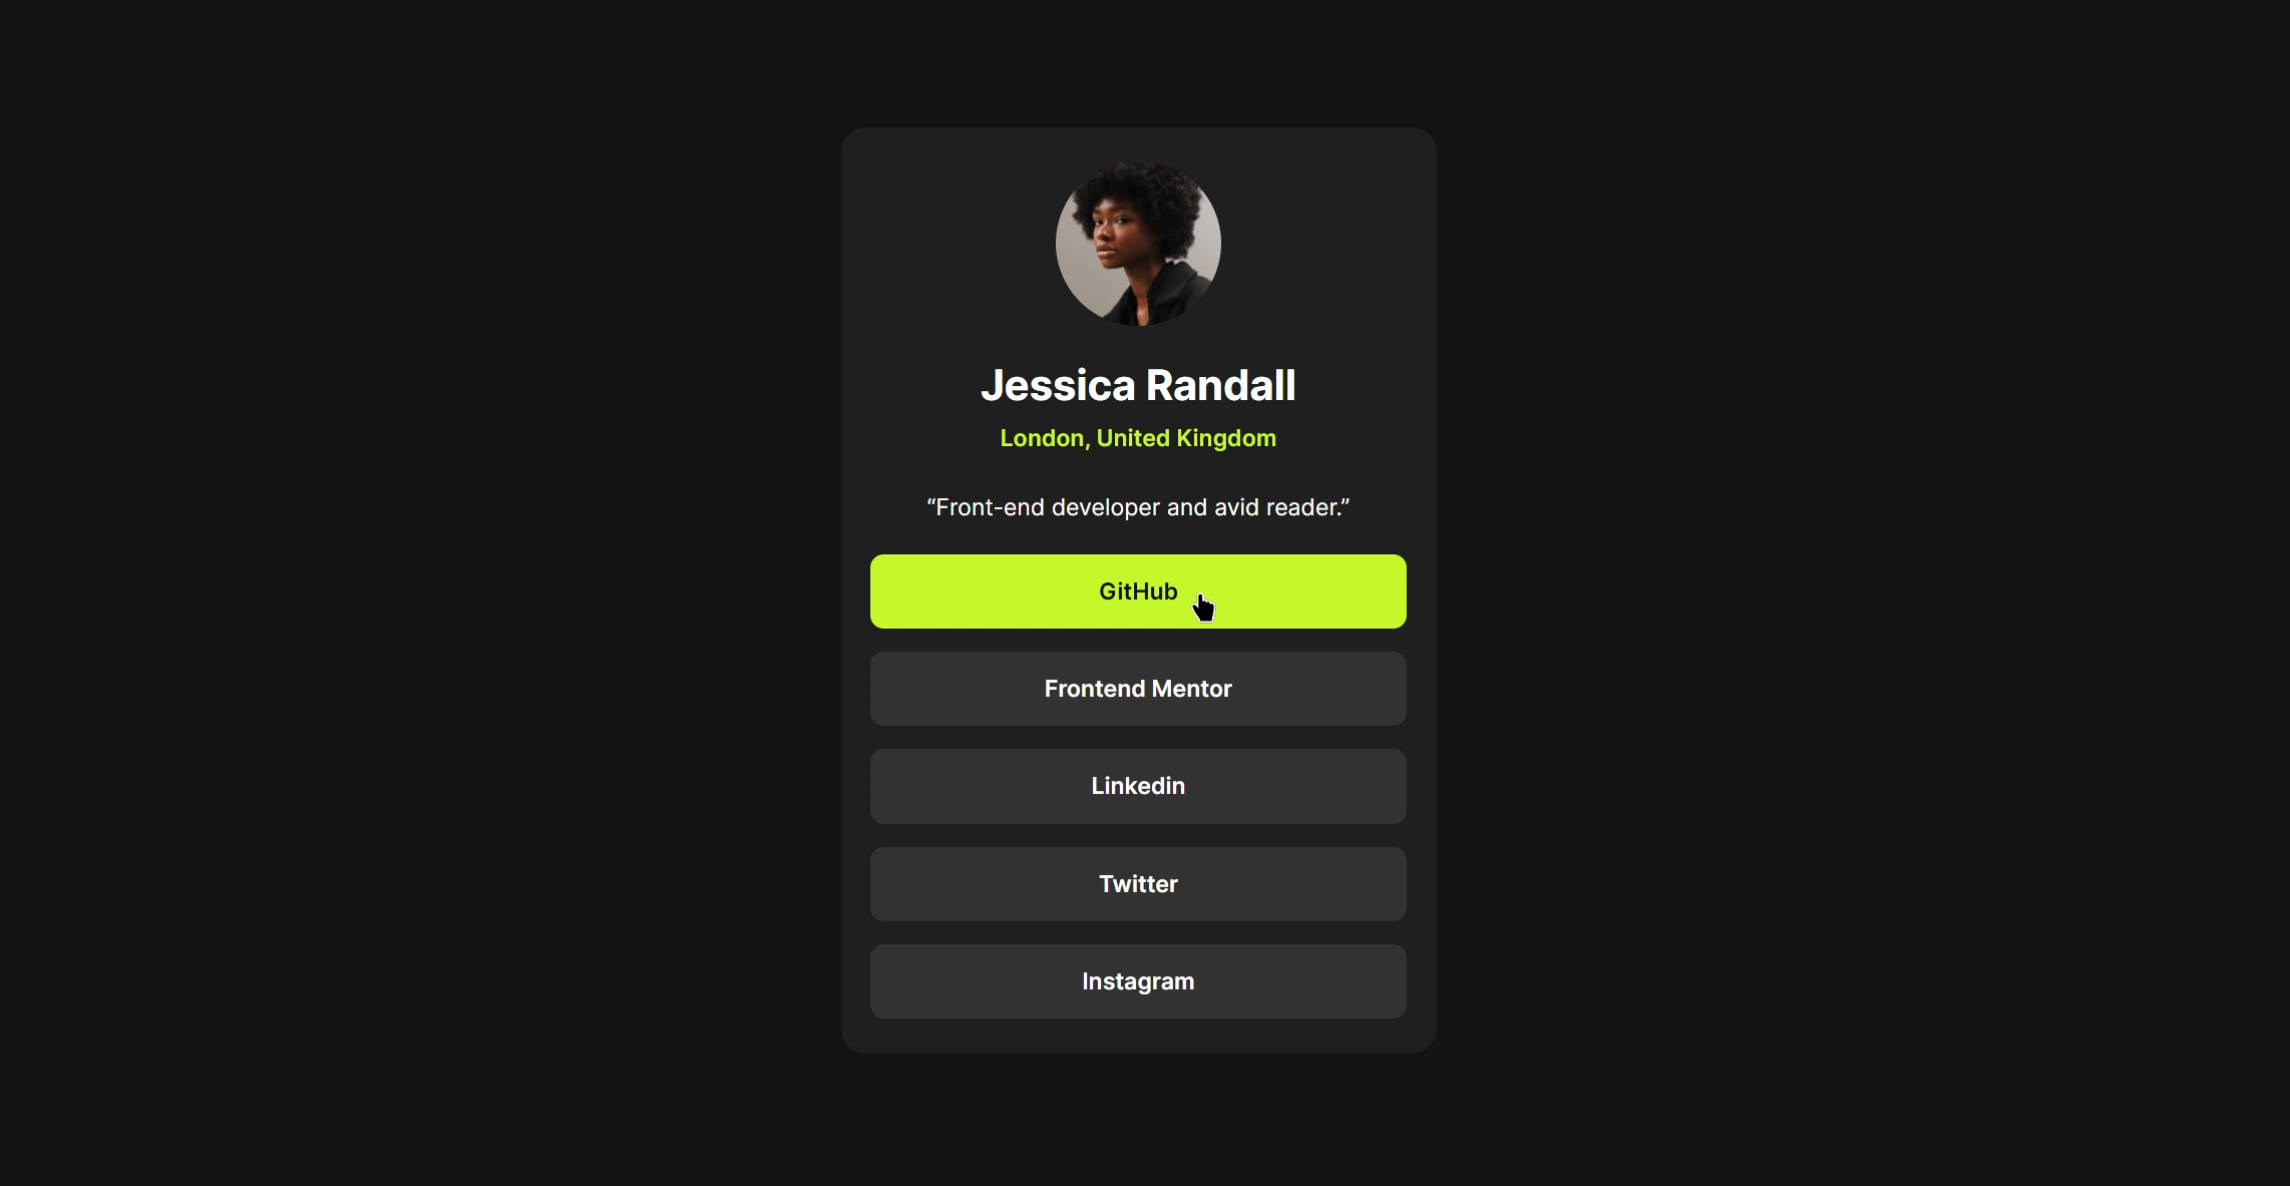 Jessica Randall
London, United Kingdom
“Front-end developer and avid reader.”
GitHub
Frontend Mentor
Linkedin
Twitter
Instagram